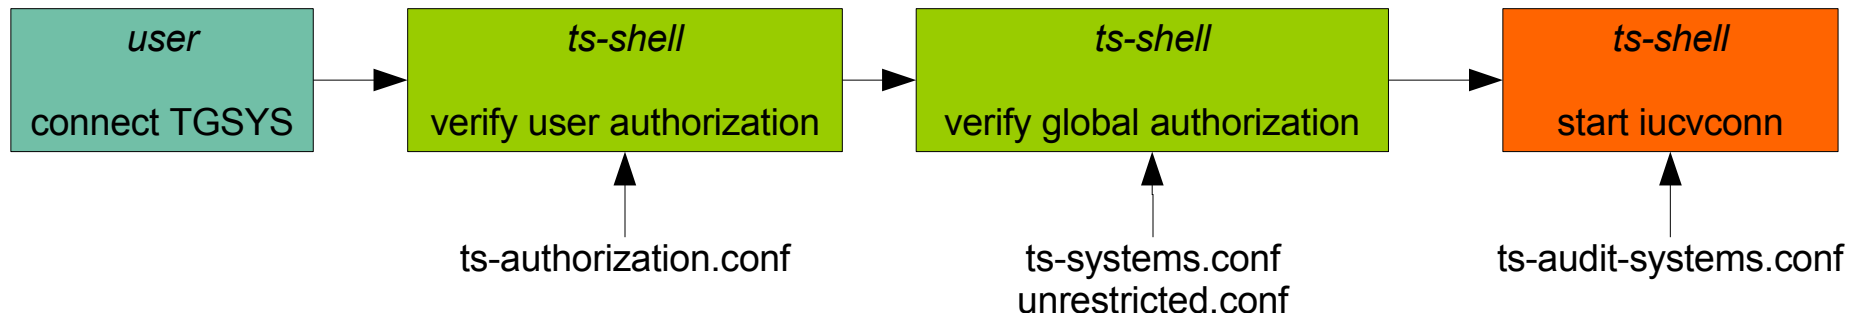 user
connect TGSYS
ts-shell
verify user authorization
ts-shell
verify global authorization
ts-shell
start iucvconn
ts-authorization.conf
ts-systems.conf
unrestricted.conf
ts-audit-systems.conf